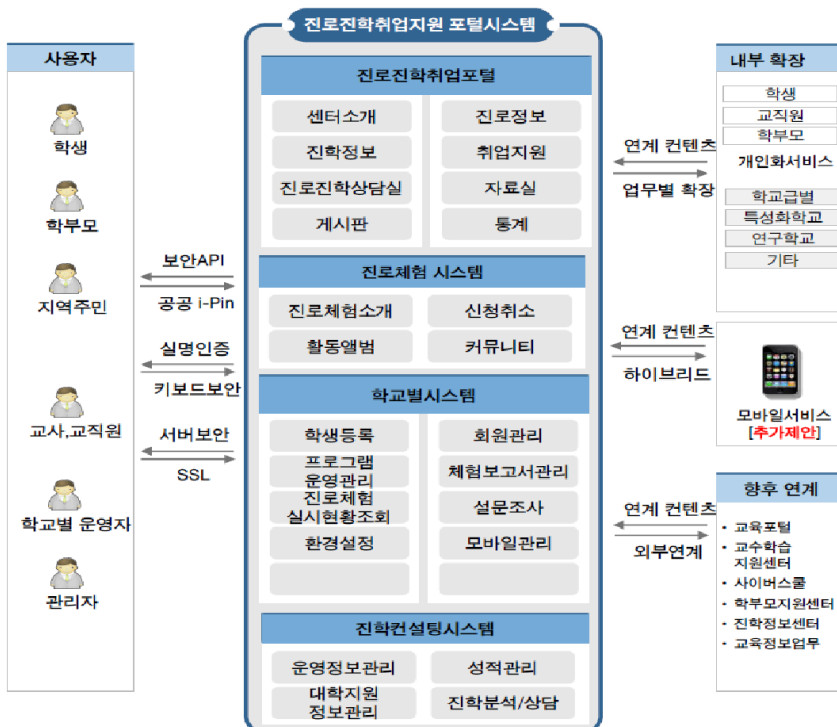 진로진학취업지원 포털시스템
사용자
학생
학부모
지역주민
교사,교직원
학교별 운영자
관리자
보안API
공공 i-Pin
실명인증
키보드보안
서버보안
SSL
진로진학취업포털
센터소개
진로정보
진학정보
취업지원
진로진학상담실
자료실
게시판
통계
진로체험 시스템
진로체험소개
신청취소
활동앨범
커뮤니티
학교별시스템
학생등록
회원관리
프로그램
운영관리
체험보고서관리
진로체험
실시현황조회
설문조사
환경설정
모바일관리
진학컨설팅시스템
운영정보관리
성적관리
대학지원
정보관리
진학분석/상담
연계 컨텐츠
업무별 확장
연계 컨텐츠
하이브리드
연계 컨텐츠
외부연계
내부 확장
학생
교직원
학부모
개인화서비스
학교급별
특성화학교
연구학교
기타
모바일서비스
[추가제안]
향후 연계
• 교육포털
• 교수학습
지원센터
• 사이버스쿨
• 학부모지원센터
• 진학정보센터
• 교육정보업무